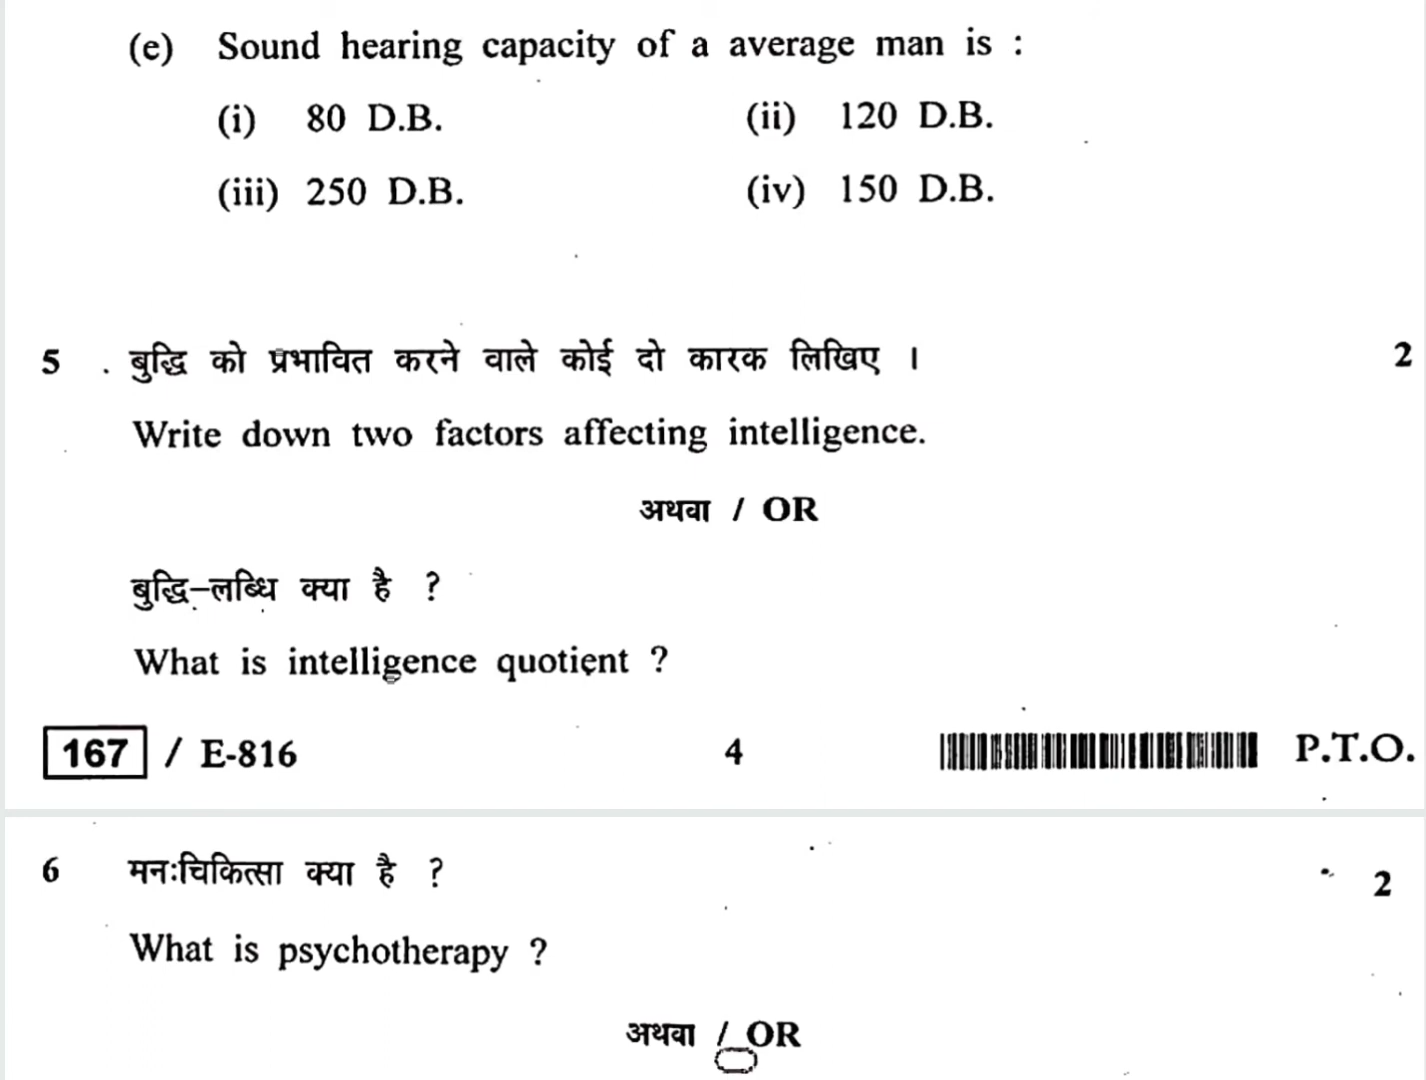 (e) Sound hearing capacity of a average man is :
(i) 80 D.B. (ii) 120 D.B.
(iii) 250 D.B. (iv) 150 D.B.
5 . बुद्धि को प्रभावित करने वाले कोई दो कारक लिखिए । 2
Write down two factors affecting intelligence.
अथवा / OR
बुद्धि-लब्धि क्या है ?
What is intelligence quotient ?
167 / E-816 4 P.T.O.
6 मनःचिकित्सा क्या है ? 2
What is psychotherapy ?
अथवा / OR